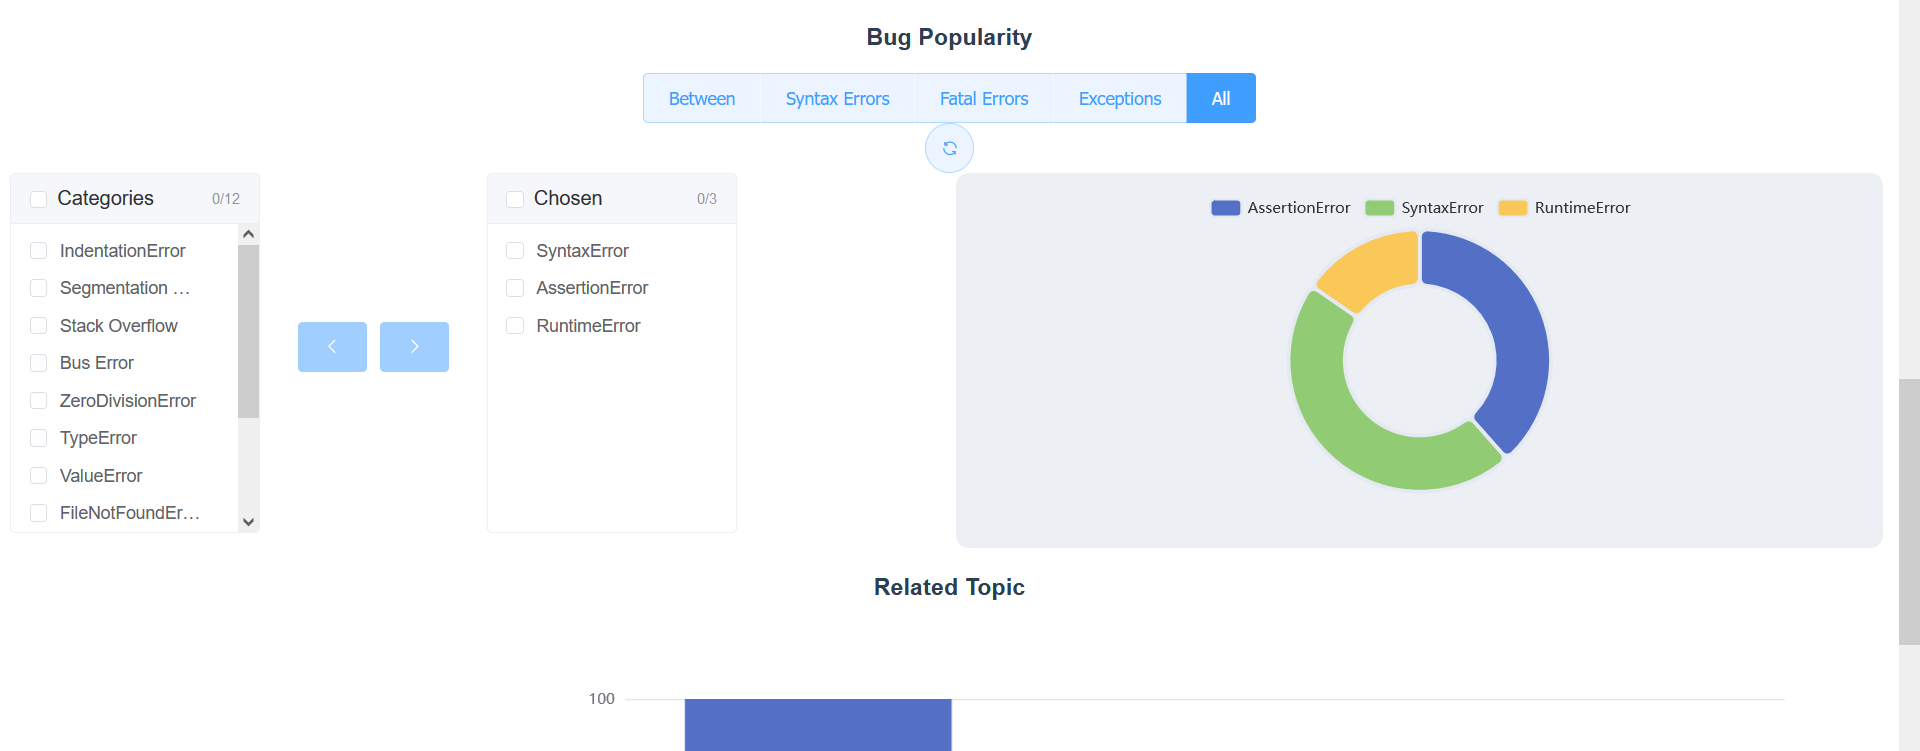 Bug Popularity
Between Syntax Errors Fatal Errors Exceptions All
Categories 0/12
IndentationError
Segmentation ...
Stack Overflow
Bus Error
ZeroDivisionError
TypeError
ValueError
FileNotFoundEr...
Chosen 0/3
SyntaxError
AssertionError
RuntimeError
AssertionError SyntaxError RuntimeError
Related Topic
100